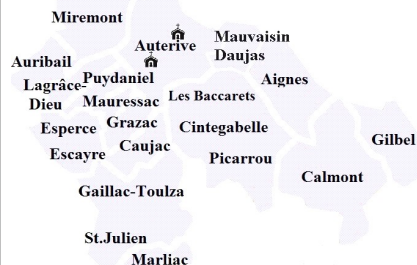 Miremont
Auterive
Mauvaisin
Daujas
Auribail
Puydaniel
Aignes
Lagrâce-
Dieu
Mauressac
Les Baccarets
Esperce
Grazac
Cintegabelle
Gilbel
Escayre
Caujac
Picarrou
Calmont
Gaillac-Toulza
St.Julien
Marliac